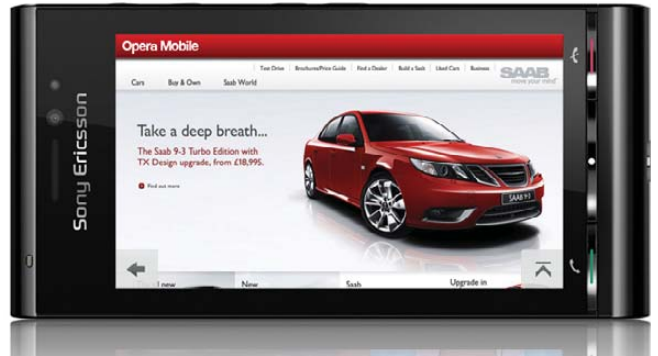 Opera Mobile
Test Drive Brochures/Price Guide Find a Dealer Build a Saab Used Cars Business
SAAB
move your mind
Cars Buy & Own Saab World
Take a deep breath...
The Saab 9-3 Turbo Edition with
TX Design upgrade, from £18,995.
Find out more
SAAB 9-3
new New Saab Upgrade in
Sony Ericsson